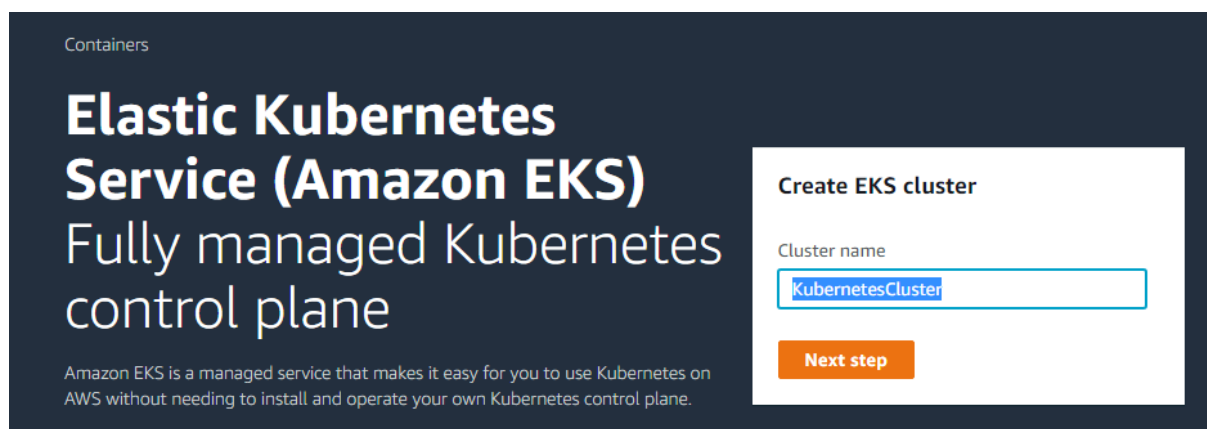 Containers
Elastic Kubernetes
Service (Amazon EKS)
Fully managed Kubernetes
control plane
Amazon EKS is a managed service that makes it easy for you to use Kubernetes on
AWS without needing to install and operate your own Kubernetes control plane.
Create EKS cluster
Cluster name
KubernetesCluster
Next step